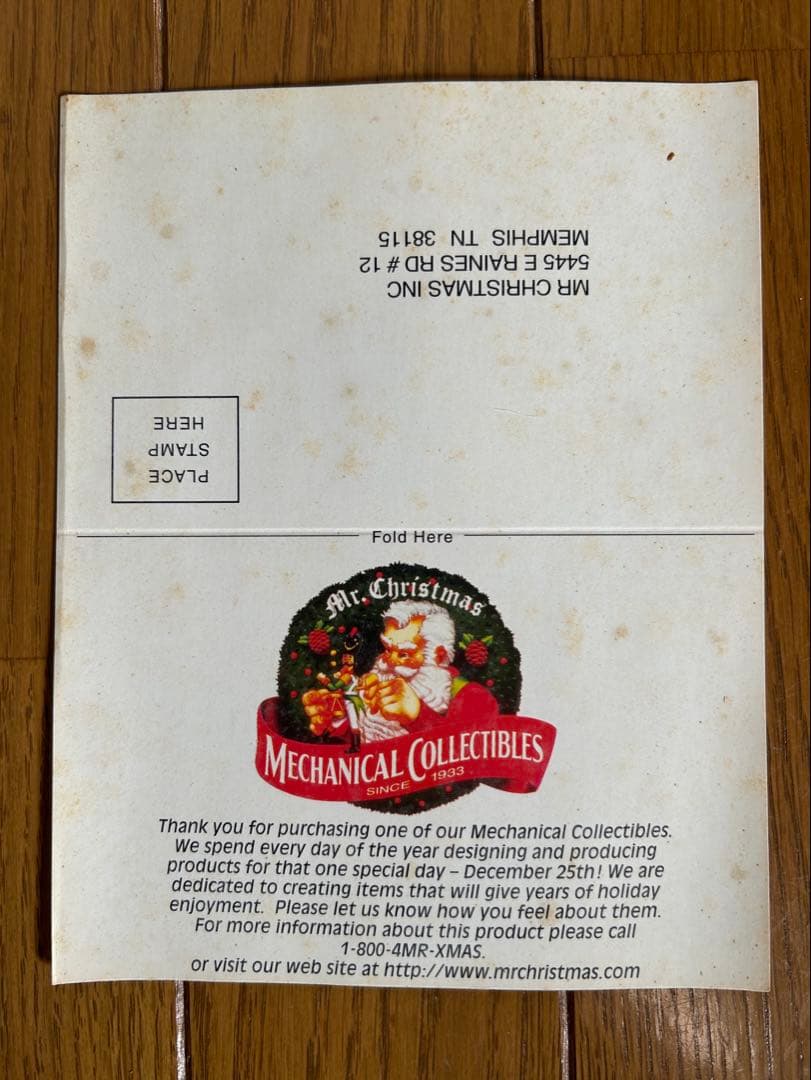 MR CHRISTMAS INC
5445 E RAINES RD # 12
MEMPHIS TN 38115
PLACE
STAMP
HERE
Fold Here
Mr. Christmas
MECHANICAL COLLECTIBLES
SINCE 1933
Thank you for purchasing one of our Mechanical Collectibles.
We spend every day of the year designing and producing
products for that one special day – December 25th! We are
dedicated to creating items that will give years of holiday
enjoyment. Please let us know how you feel about them.
For more information about this product please call
1-800-4MR-XMAS.
or visit our web site at http://www.mrchristmas.com